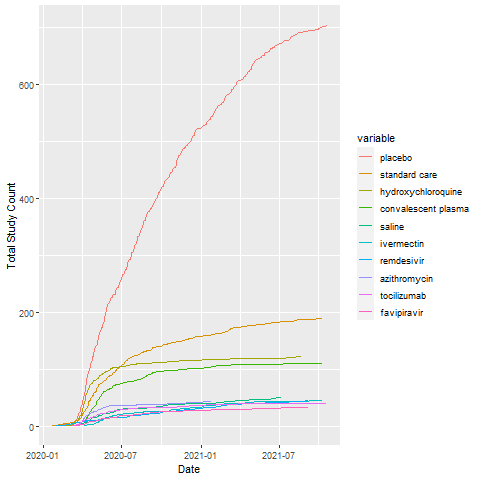 Total Study Count
600
400
200
0
2020-01
2020-07
2021-01
2021-07
Date
variable
placebo
standard care
hydroxychloroquine
convalescent plasma
saline
ivermectin
remdesivir
azithromycin
tocilizumab
favipiravir